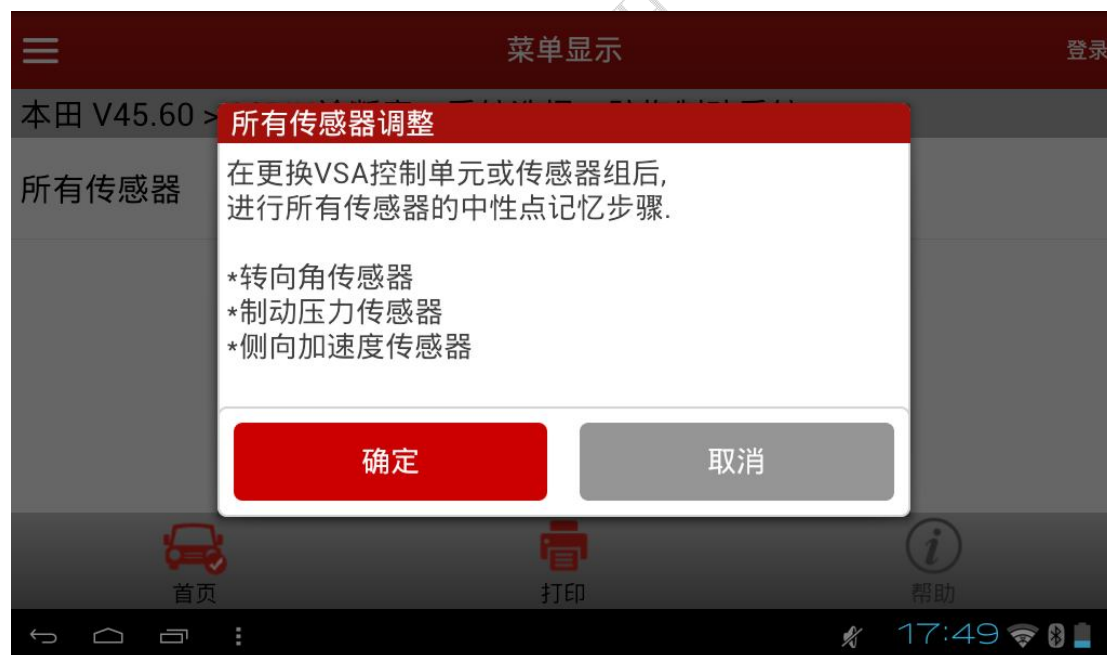 菜单显示
登录
本田 V45.60 >
所有传感器调整
在更换VSA控制单元或传感器组后,
进行所有传感器的中性点记忆步骤.
*转向角传感器
*制动压力传感器
*侧向加速度传感器
所有传感器
确定
取消
首页
打印
帮助
17:49